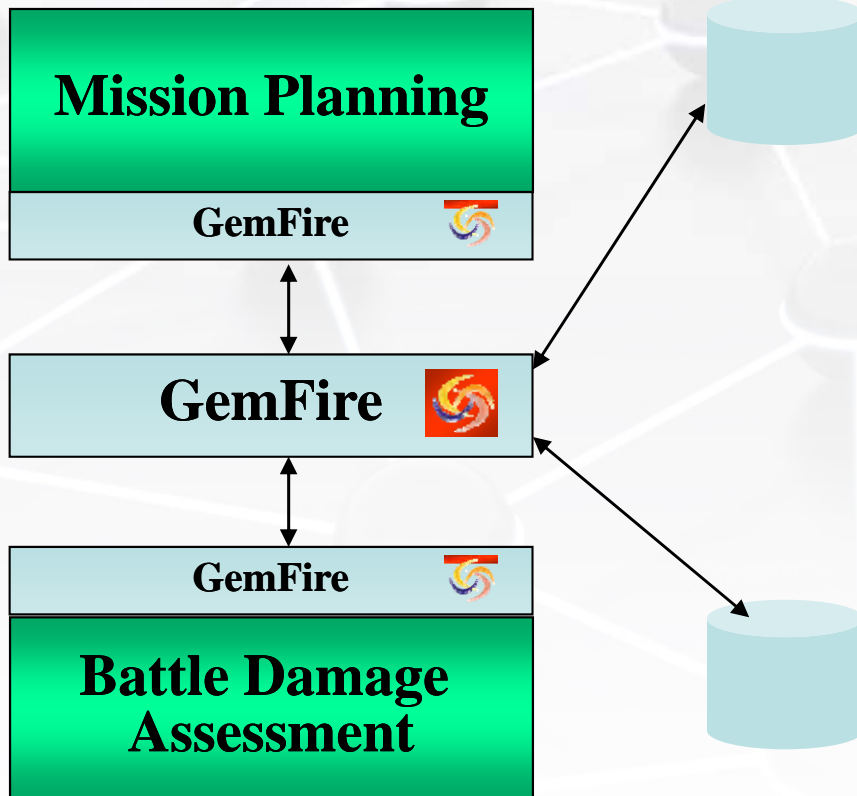 Mission Planning
GemFire
GemFire
GemFire
Battle Damage
Assessment